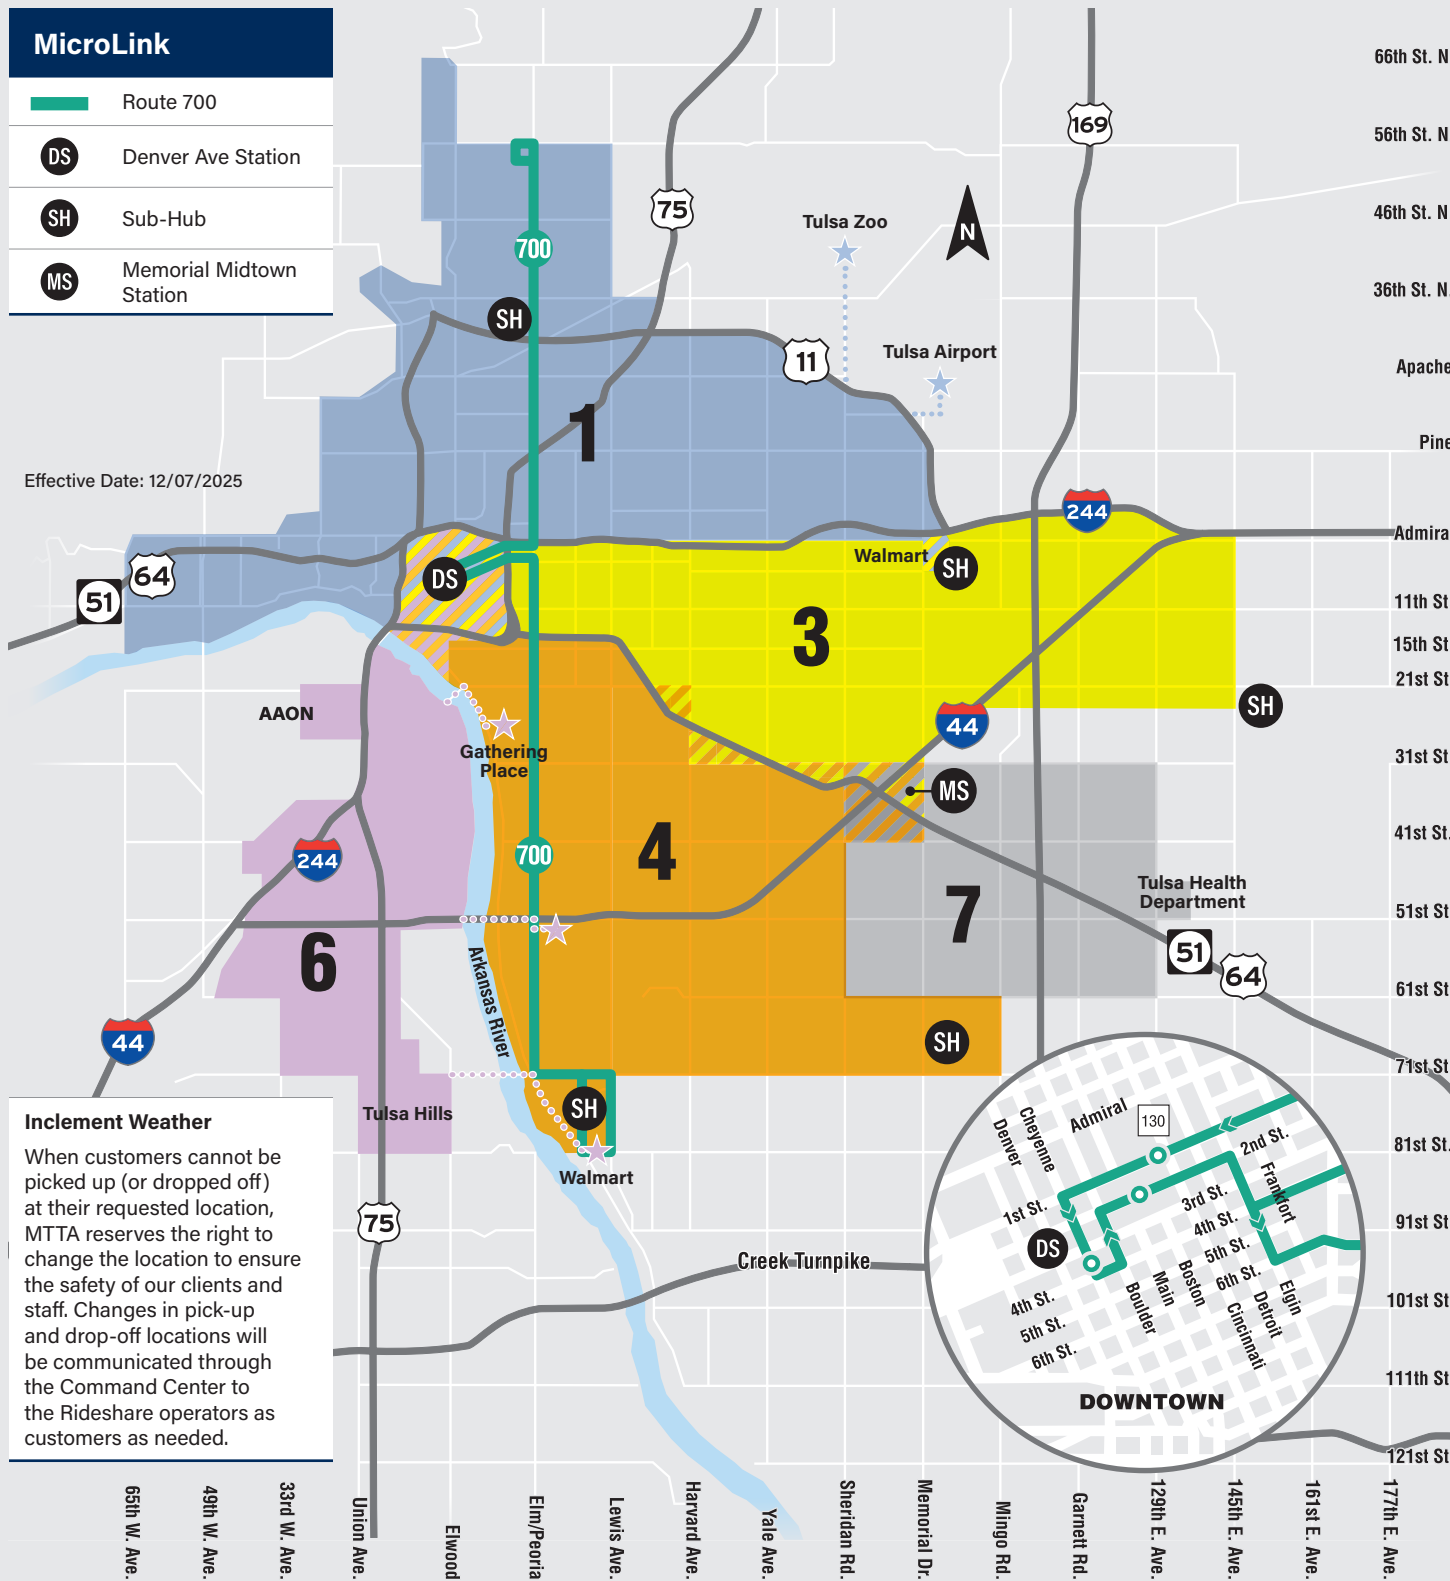 MicroLink
Route 700
DS
Denver Ave Station
SH
Sub-Hub
MS
Memorial Midtown
Station
Effective Date: 12/07/2025
66th St. N
56th St. N
46th St. N
36th St. N.
Apache
Pine
Admira
11th St
15th St
21st St
31st St
41st St.
51st St
61st St
71st St
81st St.
91st St
101st St
111th St
121st St
169
75
N
Tulsa Zoo
700
SH
11
Tulsa Airport
1
244
Walmart
SH
64
51
DS
3
AAON
SH
44
Gathering
Place
MS
4
700
244
7
Tulsa Health
Department
51
64
6
Arkansas River
44
SH
Tulsa Hills
SH
Walmart
75
Creek Turnpike
Inclement Weather
When customers cannot be
picked up (or dropped off)
at their requested location,
MTTA reserves the right to
change the location to ensure
the safety of our clients and
staff. Changes in pick-up
and drop-off locations will
be communicated through
the Command Center to
the Rideshare operators as
customers as needed.
Denver
Cheyenne
Admiral
130
2nd St.
1st St.
3rd St.
Frankfort
4th St.
5th St.
6th St.
DS
4th St.
5th St.
6th St.
Boulder
Main
Boston
Cincinnati
Detroit
Elgin
DOWNTOWN
65th W. Ave.
49th W. Ave.
33rd W. Ave.
Union Ave.
Elwood
Elm/Peoria
Lewis Ave.
Harvard Ave.
Yale Ave.
Sheridan Rd.
Memorial Dr.
Mingo Rd.
Garnett Rd.
129th E. Ave.
145th E. Ave.
161st E. Ave.
177th E. Ave.